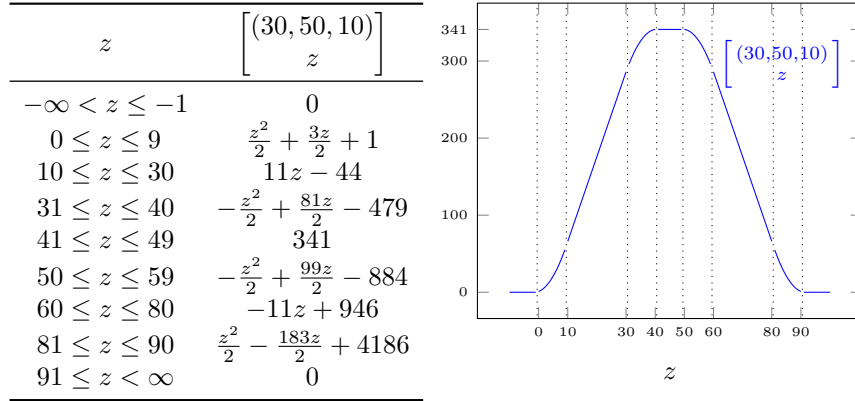 z [(30, 50, 10) z]
−∞ < z ≤ −1 0
0 ≤ z ≤ 9 z²/2 + 3z/2 + 1
10 ≤ z ≤ 30 11z − 44
31 ≤ z ≤ 40 −z²/2 + 81z/2 − 479
41 ≤ z ≤ 49 341
50 ≤ z ≤ 59 −z²/2 + 99z/2 − 884
60 ≤ z ≤ 80 −11z + 946
81 ≤ z ≤ 90 z²/2 − 183z/2 + 4186
91 ≤ z < ∞ 0
341
300
200
100
0
[(30,50,10) z]
0 10 30 40 50 60 80 90
z